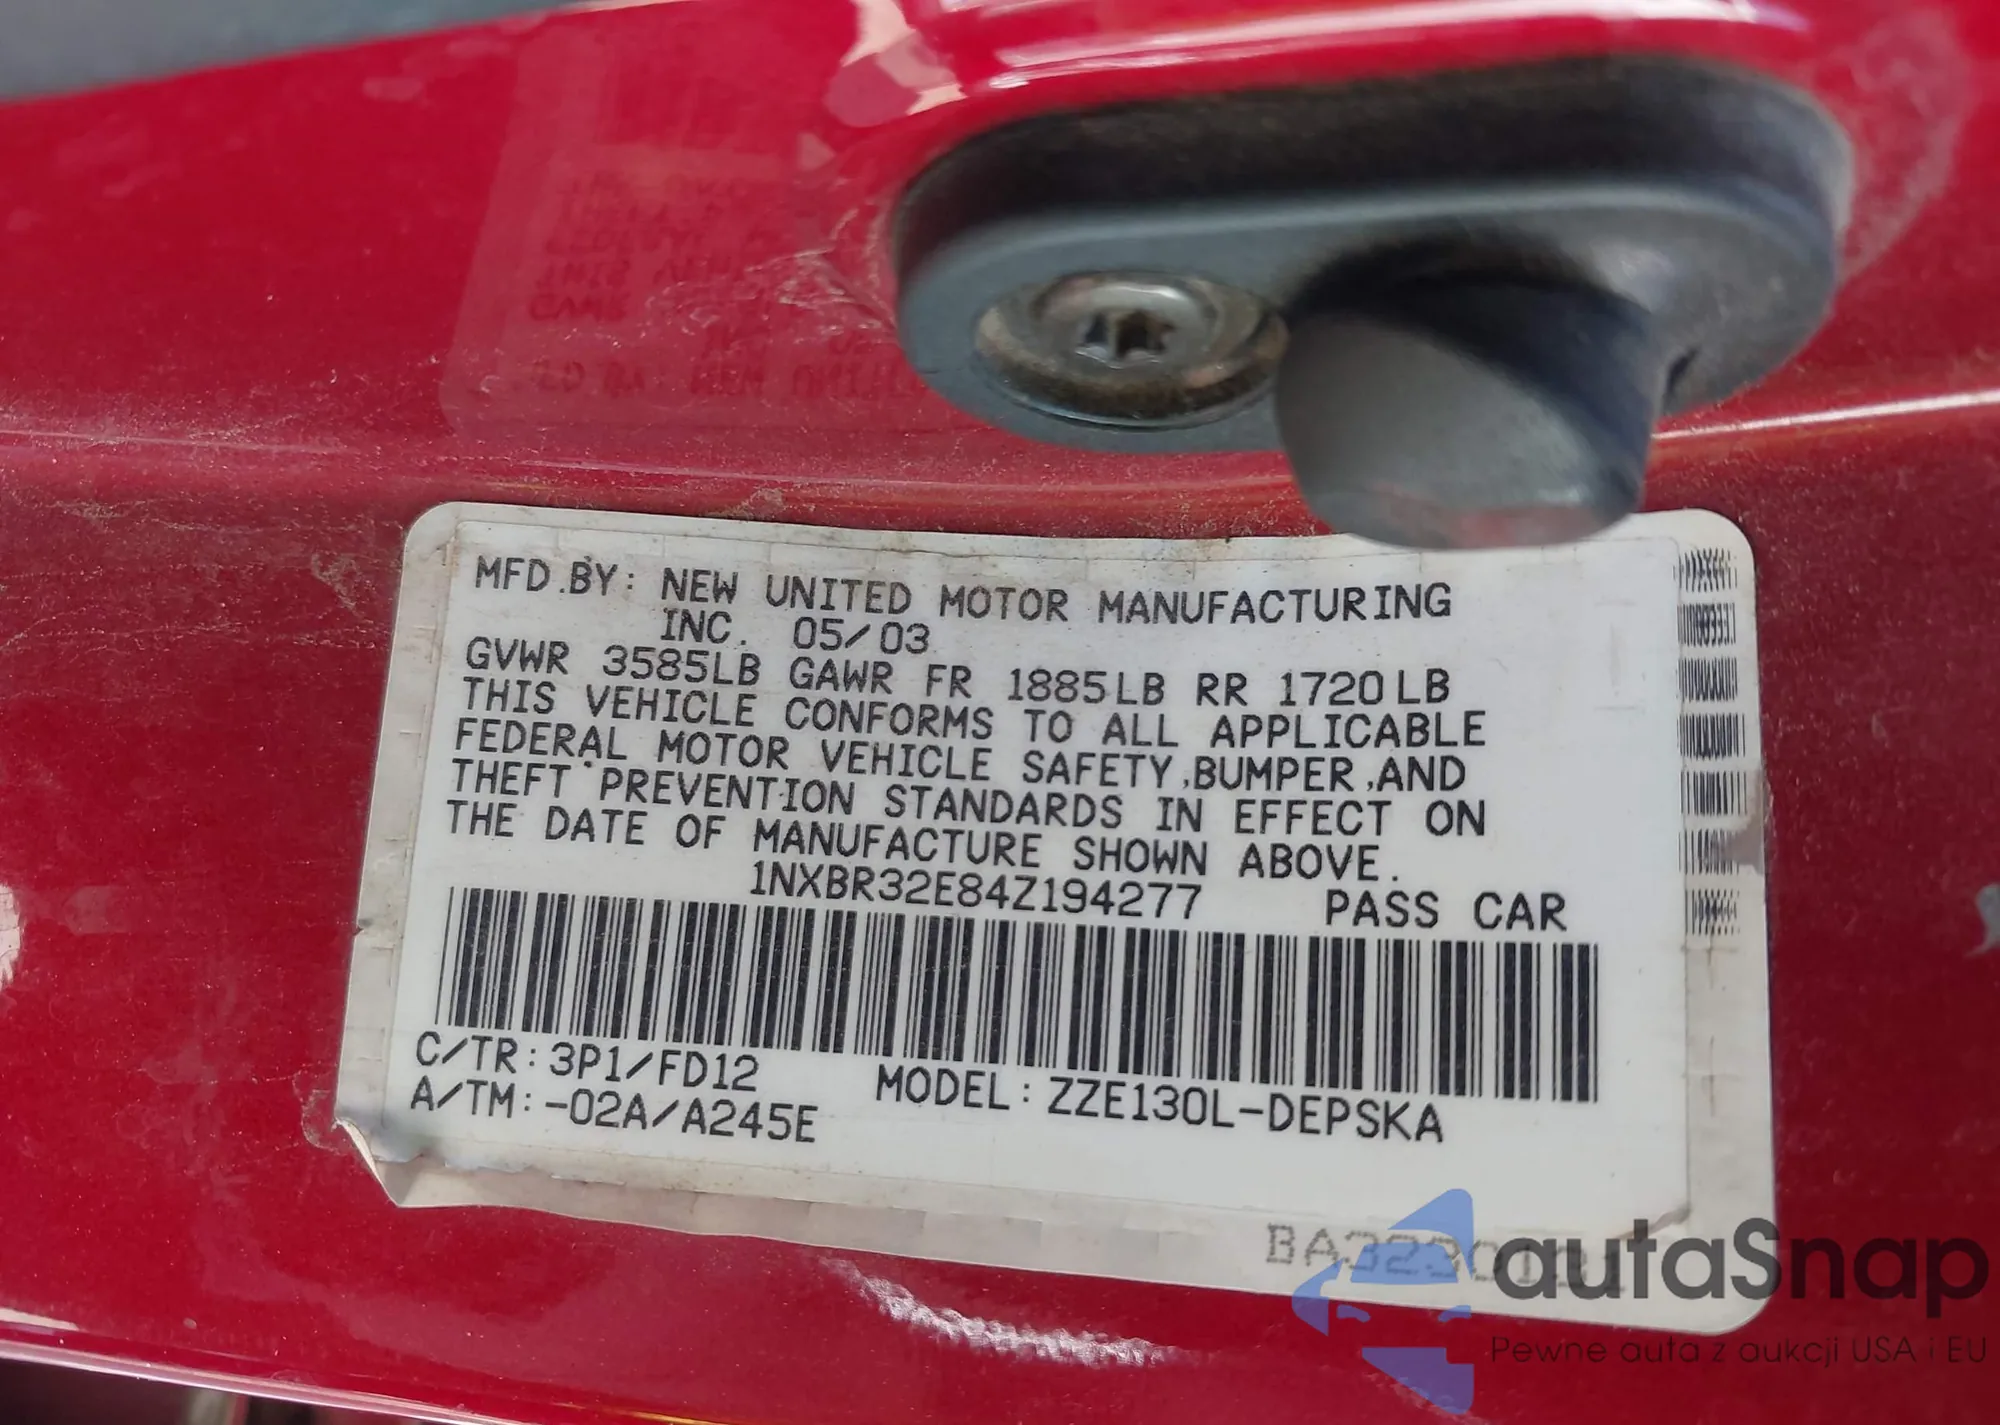 MFD.BY: NEW UNITED MOTOR MANUFACTURING
INC. 05/03
GVWR 3585LB GAWR FR 1885LB RR 1720LB
THIS VEHICLE CONFORMS TO ALL APPLICABLE
FEDERAL MOTOR VEHICLE SAFETY,BUMPER,AND
THEFT PREVENTION STANDARDS IN EFFECT ON
THE DATE OF MANUFACTURE SHOWN ABOVE.
1NXBR32E84Z194277 PASS CAR
C/TR:3P1/FD12
A/TM:-02A/A245E
MODEL:ZZE130L-DEPSKA
autaSnap
Pewne auta z aukcji USA i EU